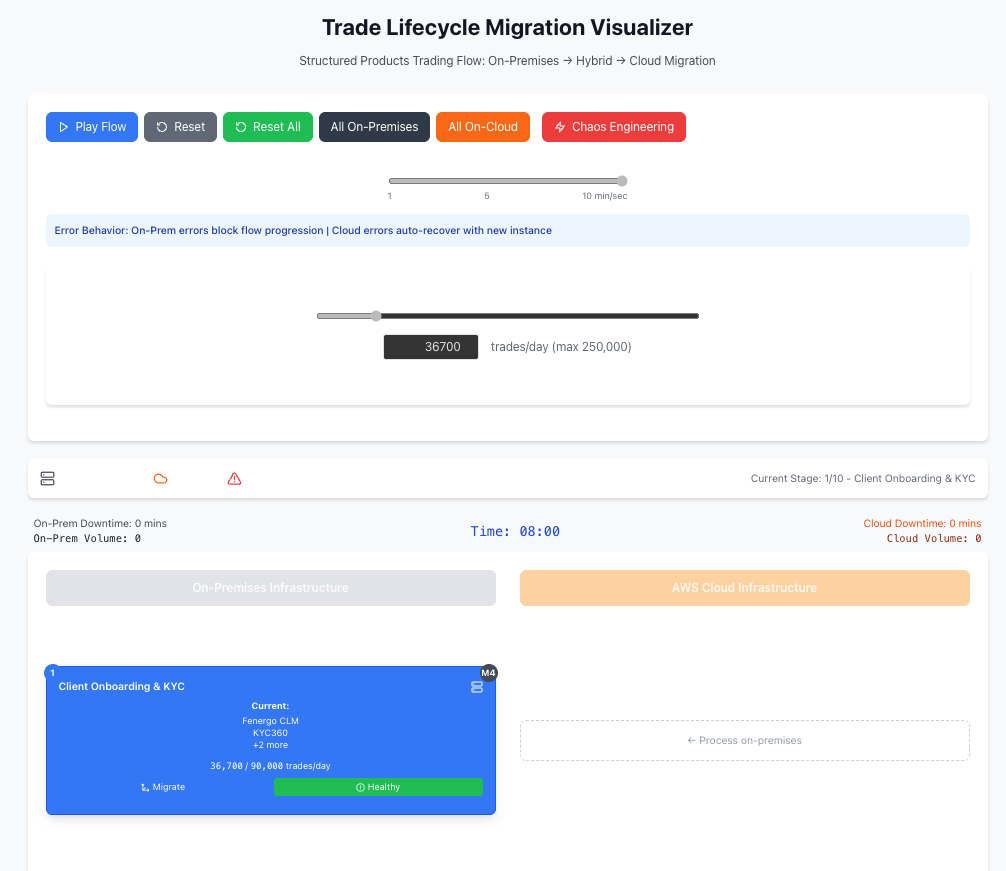 Trade Lifecycle Migration Visualizer
Structured Products Trading Flow: On-Premises → Hybrid → Cloud Migration
Play Flow Reset Reset All All On-Premises All On-Cloud Chaos Engineering
1 5 10 min/sec
Error Behavior: On-Prem errors block flow progression | Cloud errors auto-recover with new instance
36700 trades/day (max 250,000)
Current Stage: 1/10 - Client Onboarding & KYC
On-Prem Downtime: 0 mins
On-Prem Volume: 0
Time: 08:00
Cloud Downtime: 0 mins
Cloud Volume: 0
On-Premises Infrastructure
AWS Cloud Infrastructure
1
M4
Client Onboarding & KYC
Current:
Fenergo CLM
KYC360
+2 more
36,700 / 90,000 trades/day
Migrate
Healthy
← Process on-premises